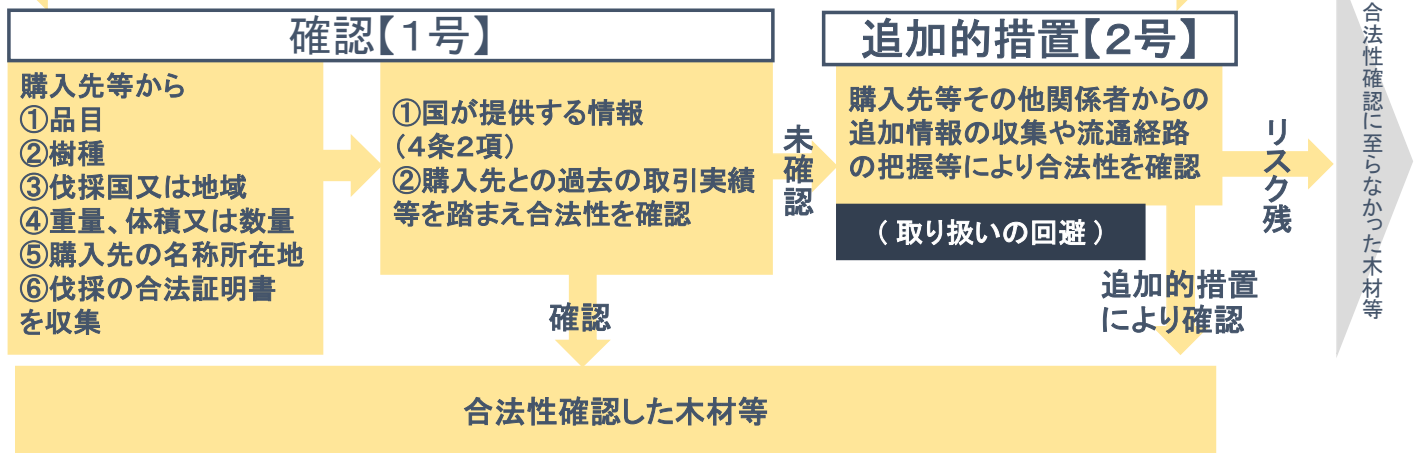 確認【１号】
購入先等から
①品目
②樹種
③伐採国又は地域
④重量、体積又は数量
⑤購入先の名称所在地
⑥伐採の合法証明書
を収集
①国が提供する情報
(４条２項)
②購入先との過去の取引実績
等を踏まえ合法性を確認
未確認
確認
追加的措置【２号】
購入先等その他関係者からの
追加情報の収集や流通経路
の把握等により合法性を確認
（ 取り扱いの回避 ）
リスク残
追加的措置
により確認
合法性確認に至らなかった木材等
合法性確認した木材等